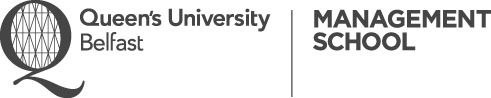 Queen's University
Belfast
MANAGEMENT
SCHOOL